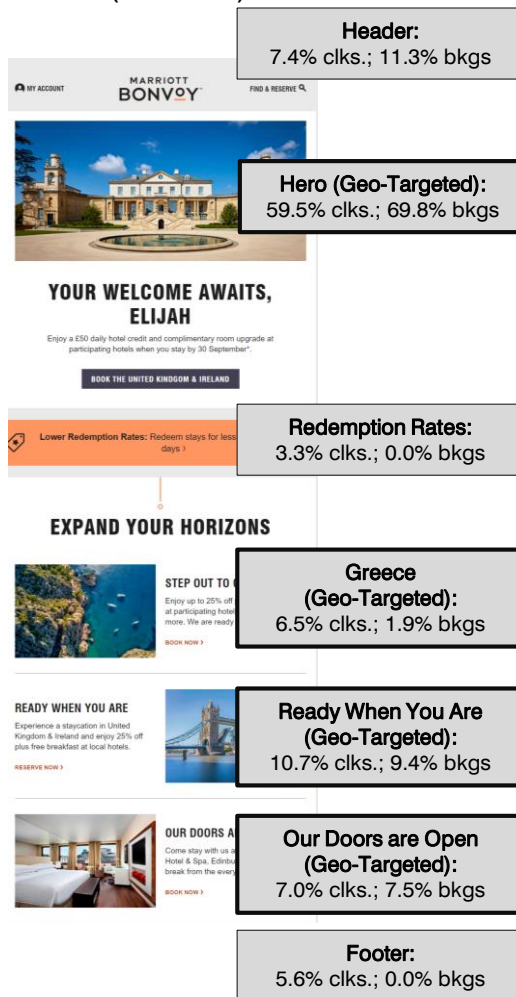 Header:
7.4% clks.; 11.3% bkgs
MY ACCOUNT
MARRIOTT
BONVOY
FIND & RESERVE
Hero (Geo-Targeted):
59.5% clks.; 69.8% bkgs
YOUR WELCOME AWAITS,
ELIJAH
Enjoy a £50 daily hotel credit and complimentary room upgrade at
participating hotels when you stay by 30 September*.
BOOK THE UNITED KINDGOM & IRELAND
Redemption Rates:
3.3% clks.; 0.0% bkgs
Lower Redemption Rates: Redeem stays for less
days ›
EXPAND YOUR HORIZONS
Greece
(Geo-Targeted):
6.5% clks.; 1.9% bkgs
STEP OUT TO
Enjoy up to 25% off
at participating hotel
more. We are ready
BOOK NOW ›
READY WHEN YOU ARE
Experience a staycation in United
Kingdom & Ireland and enjoy 25% off
plus free breakfast at local hotels.
RESERVE NOW ›
Ready When You Are
(Geo-Targeted):
10.7% clks.; 9.4% bkgs
OUR DOORS A
Come stay with us a
Hotel & Spa, Edinbu
break from the every
BOOK NOW ›
Our Doors are Open
(Geo-Targeted):
7.0% clks.; 7.5% bkgs
Footer:
5.6% clks.; 0.0% bkgs